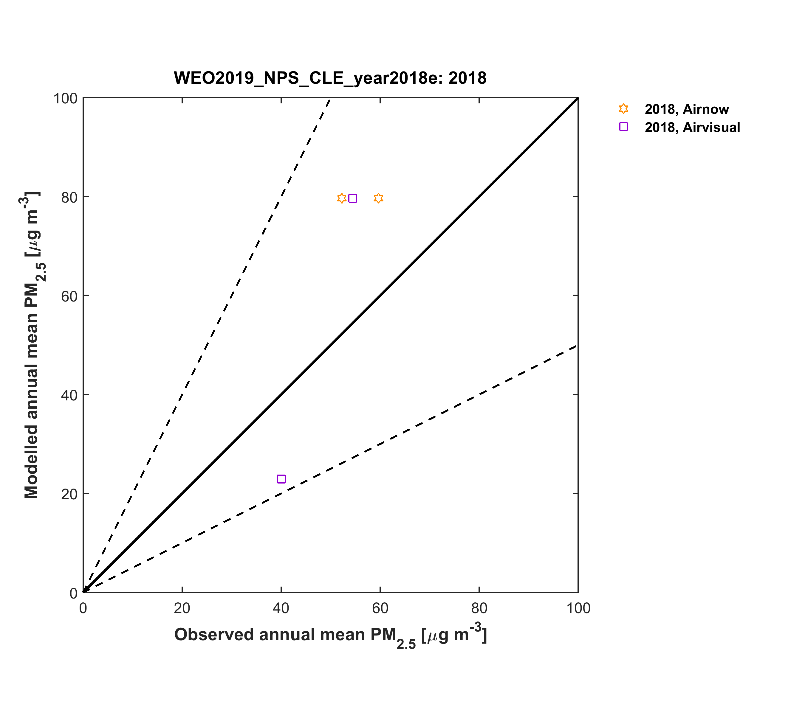 WEO2019_NPS_CLE_year2018e: 2018
2018, Airnow
2018, Airvisual
100
80
60
40
20
0
0 20 40 60 80 100
Modelled annual mean PM2.5 [μg m-3]
Observed annual mean PM2.5 [μg m-3]